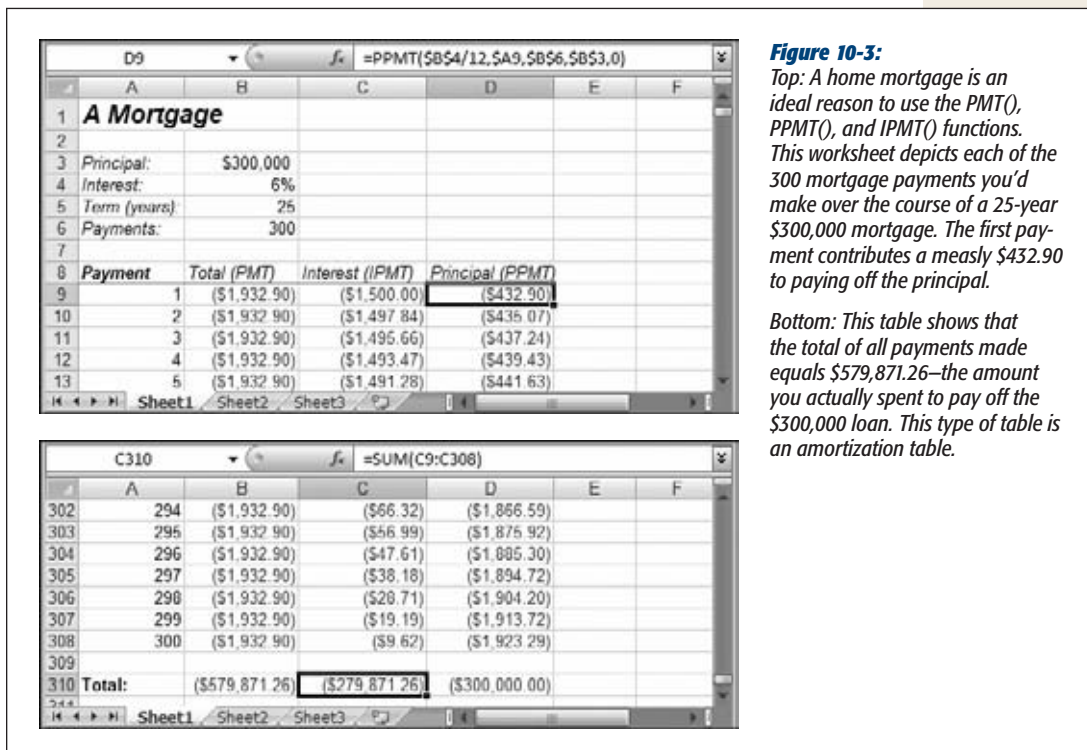 D9 fx =PPMT($B$4/12,$A9,$B$6,$B$3,0)
A B C D E F
1 A Mortgage
2
3 Principal: $300,000
4 Interest: 6%
5 Term (years): 25
6 Payments: 300
7
8 Payment Total (PMT) Interest (IPMT) Principal (PPMT)
9 1 ($1,932.90) ($1,500.00) ($432.90)
10 2 ($1,932.90) ($1,497.84) ($435.07)
11 3 ($1,932.90) ($1,495.66) ($437.24)
12 4 ($1,932.90) ($1,493.47) ($439.43)
13 5 ($1,932.90) ($1,491.28) ($441.63)
Sheet1 Sheet2 Sheet3
C310 fx =SUM(C9:C308)
A B C D E F
302 294 ($1,932.90) ($66.32) ($1,866.59)
303 295 ($1,932.90) ($56.99) ($1,875.92)
304 296 ($1,932.90) ($47.61) ($1,885.30)
305 297 ($1,932.90) ($38.18) ($1,894.72)
306 298 ($1,932.90) ($28.71) ($1,904.20)
307 299 ($1,932.90) ($19.19) ($1,913.72)
308 300 ($1,932.90) ($9.62) ($1,923.29)
309
310 Total: ($579,871.26) ($279,871.26) ($300,000.00)
Sheet1 Sheet2 Sheet3
Figure 10-3:
Top: A home mortgage is an
ideal reason to use the PMT(),
PPMT(), and IPMT() functions.
This worksheet depicts each of the
300 mortgage payments you'd
make over the course of a 25-year
$300,000 mortgage. The first pay-
ment contributes a measly $432.90
to paying off the principal.
Bottom: This table shows that
the total of all payments made
equals $579,871.26—the amount
you actually spent to pay off the
$300,000 loan. This type of table is
an amortization table.